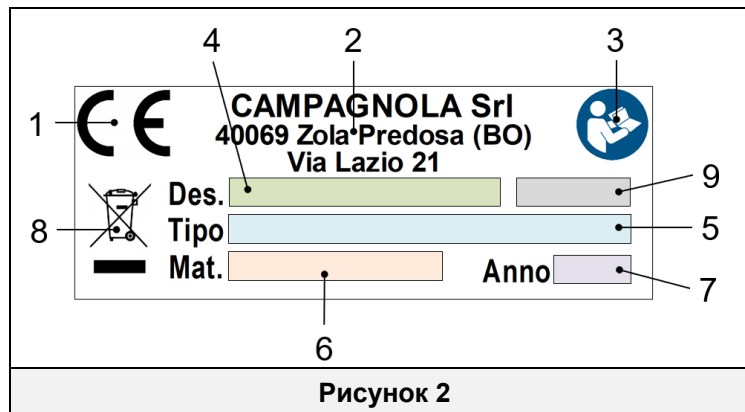 4 2 3
1 CE CAMPAGNOLA Srl
40069 Zola Predosa (BO)
Via Lazio 21
Des. 9
8 Tipo 5
Mat. Anno 7
6
Рисунок 2